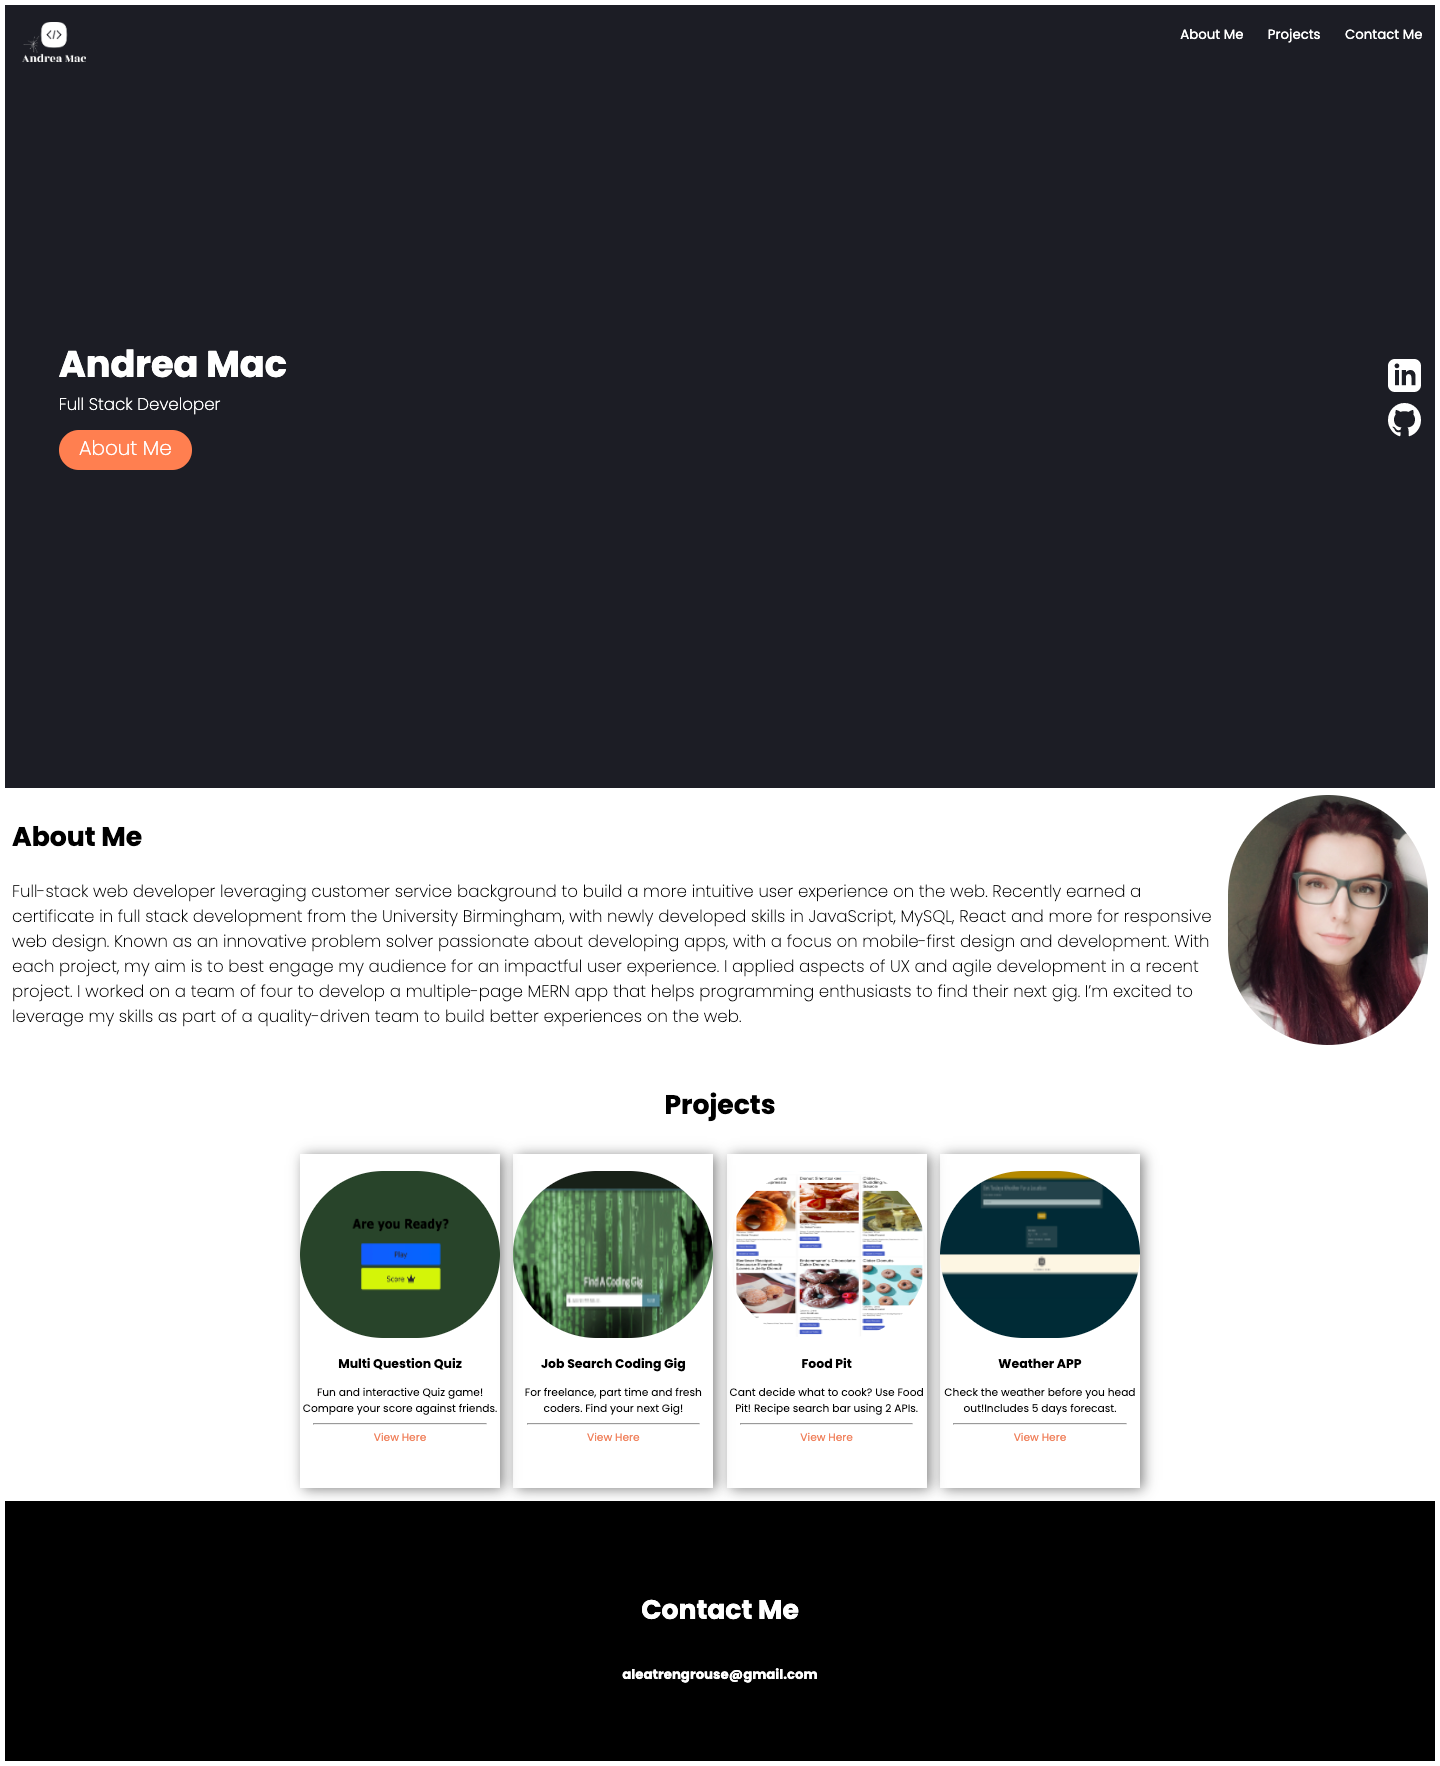 Andrea Mac
About Me
Projects
Contact Me
Andrea Mac
Full Stack Developer
About Me
About Me
Full-stack web developer leveraging customer service background to build a more intuitive user experience on the web. Recently earned a
certificate in full stack development from the University Birmingham, with newly developed skills in JavaScript, MySQL, React and more for responsive
web design. Known as an innovative problem solver passionate about developing apps, with a focus on mobile-first design and development. With
each project, my aim is to best engage my audience for an impactful user experience. I applied aspects of UX and agile development in a recent
project. I worked on a team of four to develop a multiple-page MERN app that helps programming enthusiasts to find their next gig. I’m excited to
leverage my skills as part of a quality-driven team to build better experiences on the web.
Projects
Are you Ready?
Play
Score
Multi Question Quiz
Fun and interactive Quiz game!
Compare your score against friends.
View Here
Find A Coding Gig
Job Search Coding Gig
For freelance, part time and fresh
coders. Find your next Gig!
View Here
Food Pit
Cant decide what to cook? Use Food
Pit! Recipe search bar using 2 APIs.
View Here
Weather APP
Check the weather before you head
out!Includes 5 days forecast.
View Here
Contact Me
aleatrengrouse@gmail.com